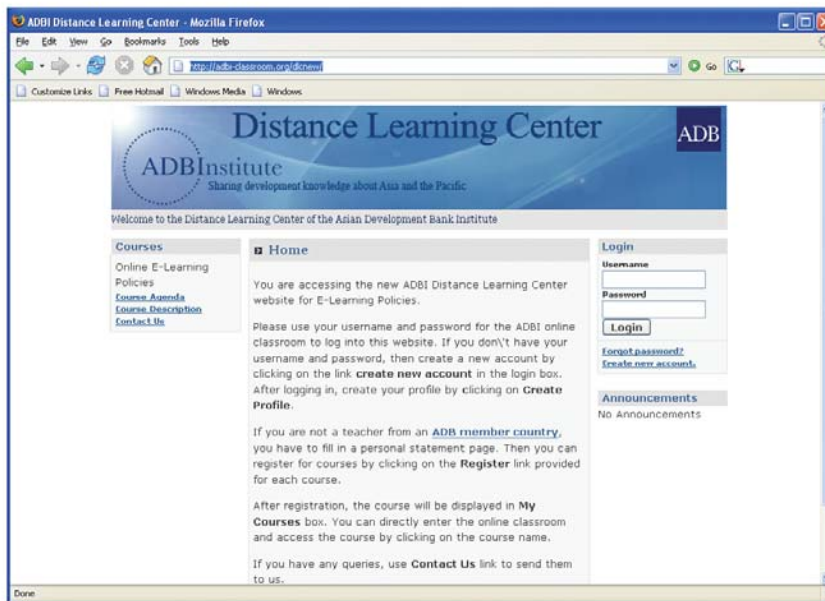 ADBI Distance Learning Center - Mozilla Firefox
File Edit View Go Bookmarks Tools Help
http://adbi-classroom.org/dlcnew/
Go
Customize Links Free Hotmail Windows Media Windows
Distance Learning Center
ADB
ADBInstitute
Sharing development knowledge about Asia and the Pacific
Welcome to the Distance Learning Center of the Asian Development Bank Institute
Courses
Online E-Learning
Policies
Course Agenda
Course Description
Contact Us
Home
You are accessing the new ADBI Distance Learning Center
website for E-Learning Policies.
Please use your username and password for the ADBI online
classroom to log into this website. If you don\'t have your
username and password, then create a new account by
clicking on the link create new account in the login box.
After logging in, create your profile by clicking on Create
Profile.
If you are not a teacher from an ADB member country,
you have to fill in a personal statement page. Then you can
register for courses by clicking on the Register link provided
for each course.
After registration, the course will be displayed in My
Courses box. You can directly enter the online classroom
and access the course by clicking on the course name.
If you have any queries, use Contact Us link to send them
to us.
Login
Username
Password
Login
Forgot password?
Create new account.
Announcements
No Announcements
Done